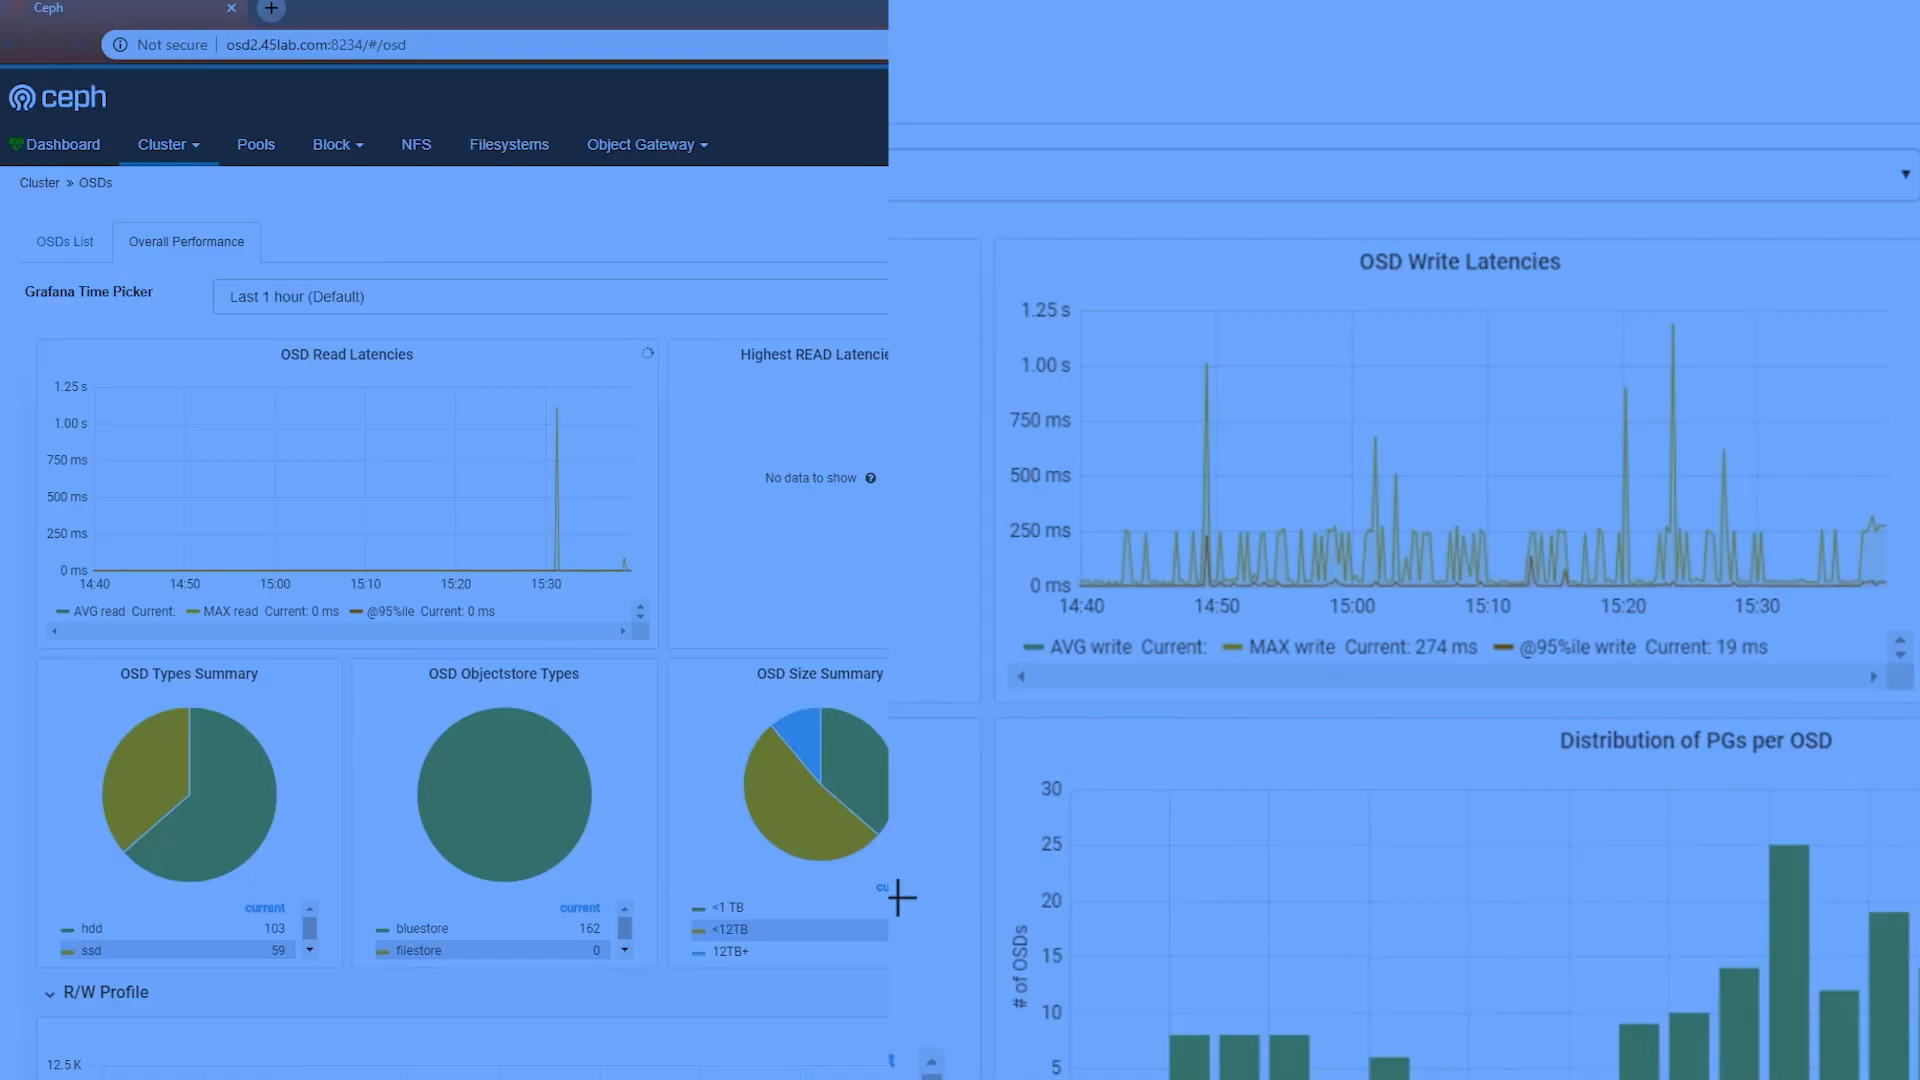 Ceph
Not secure
osd2.45lab.com:8234/#/osd
ceph
Dashboard
Cluster
Pools
Block
NFS
Filesystems
Object Gateway
Cluster » OSDs
OSDs List
Overall Performance
Grafana Time Picker
Last 1 hour (Default)
OSD Read Latencies
1.25 s
1.00 s
750 ms
500 ms
250 ms
0 ms
14:40 14:50 15:00 15:10 15:20 15:30
AVG read Current: MAX read Current: 0 ms @95%ile Current: 0 ms
Highest READ Latencie
No data to show
OSD Types Summary
current
hdd 103
ssd 59
OSD Objectstore Types
current
bluestore 162
filestore 0
OSD Size Summary
cu
<1 TB
<12TB
12TB+
R/W Profile
12.5 K
OSD Write Latencies
1.25 s
1.00 s
750 ms
500 ms
250 ms
0 ms
14:40 14:50 15:00 15:10 15:20 15:30
AVG write Current: MAX write Current: 274 ms @95%ile write Current: 19 ms
Distribution of PGs per OSD
# of OSDs
30
25
20
15
10
5
t